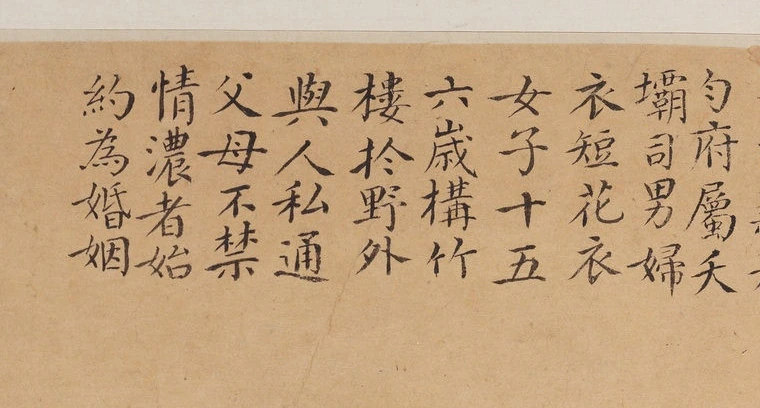 匀府屬夭
壩司男婦
衣短花衣
女子十五
六歲構竹
樓於野外
與人私通
父母不禁
情濃者始
約為婚姻